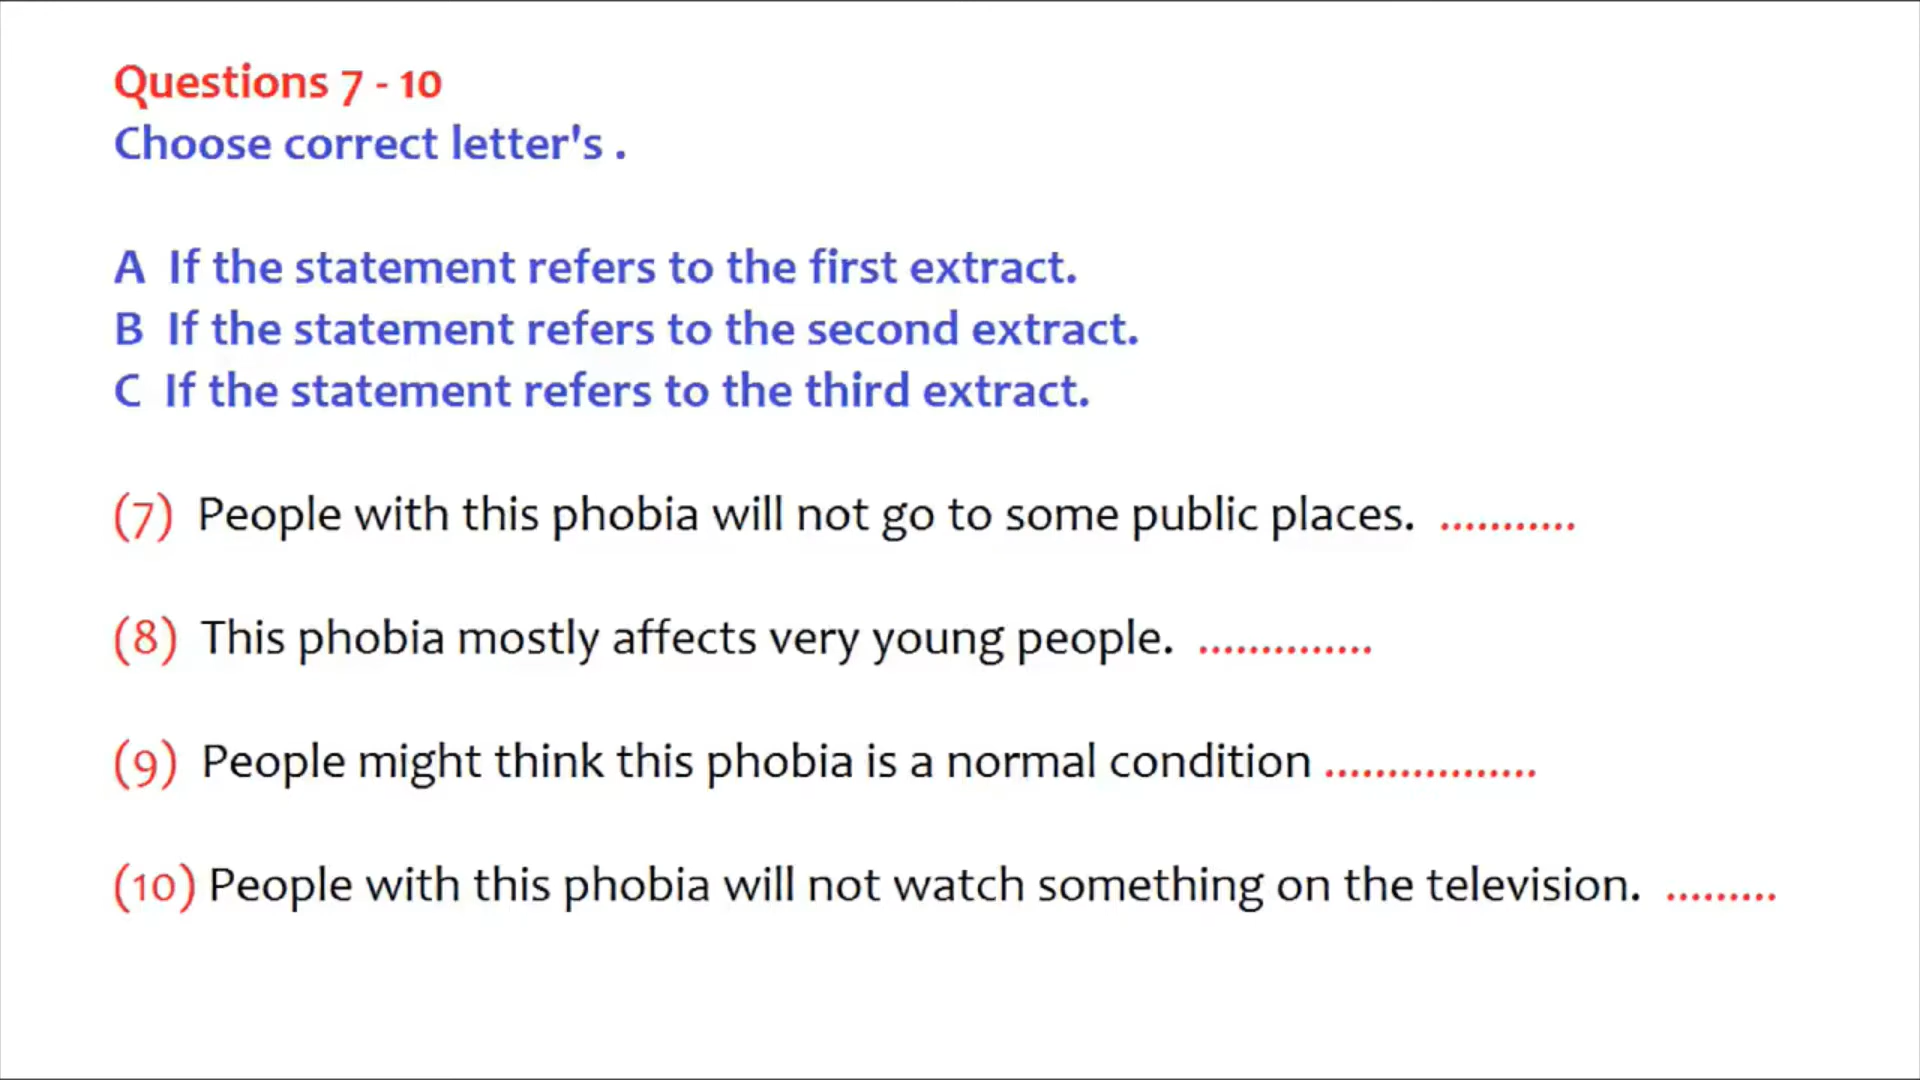 Questions 7 - 10
Choose correct letter's .
A If the statement refers to the first extract.
B If the statement refers to the second extract.
C If the statement refers to the third extract.
(7) People with this phobia will not go to some public places. ...........
(8) This phobia mostly affects very young people. ..............
(9) People might think this phobia is a normal condition .................
(10) People with this phobia will not watch something on the television. .........